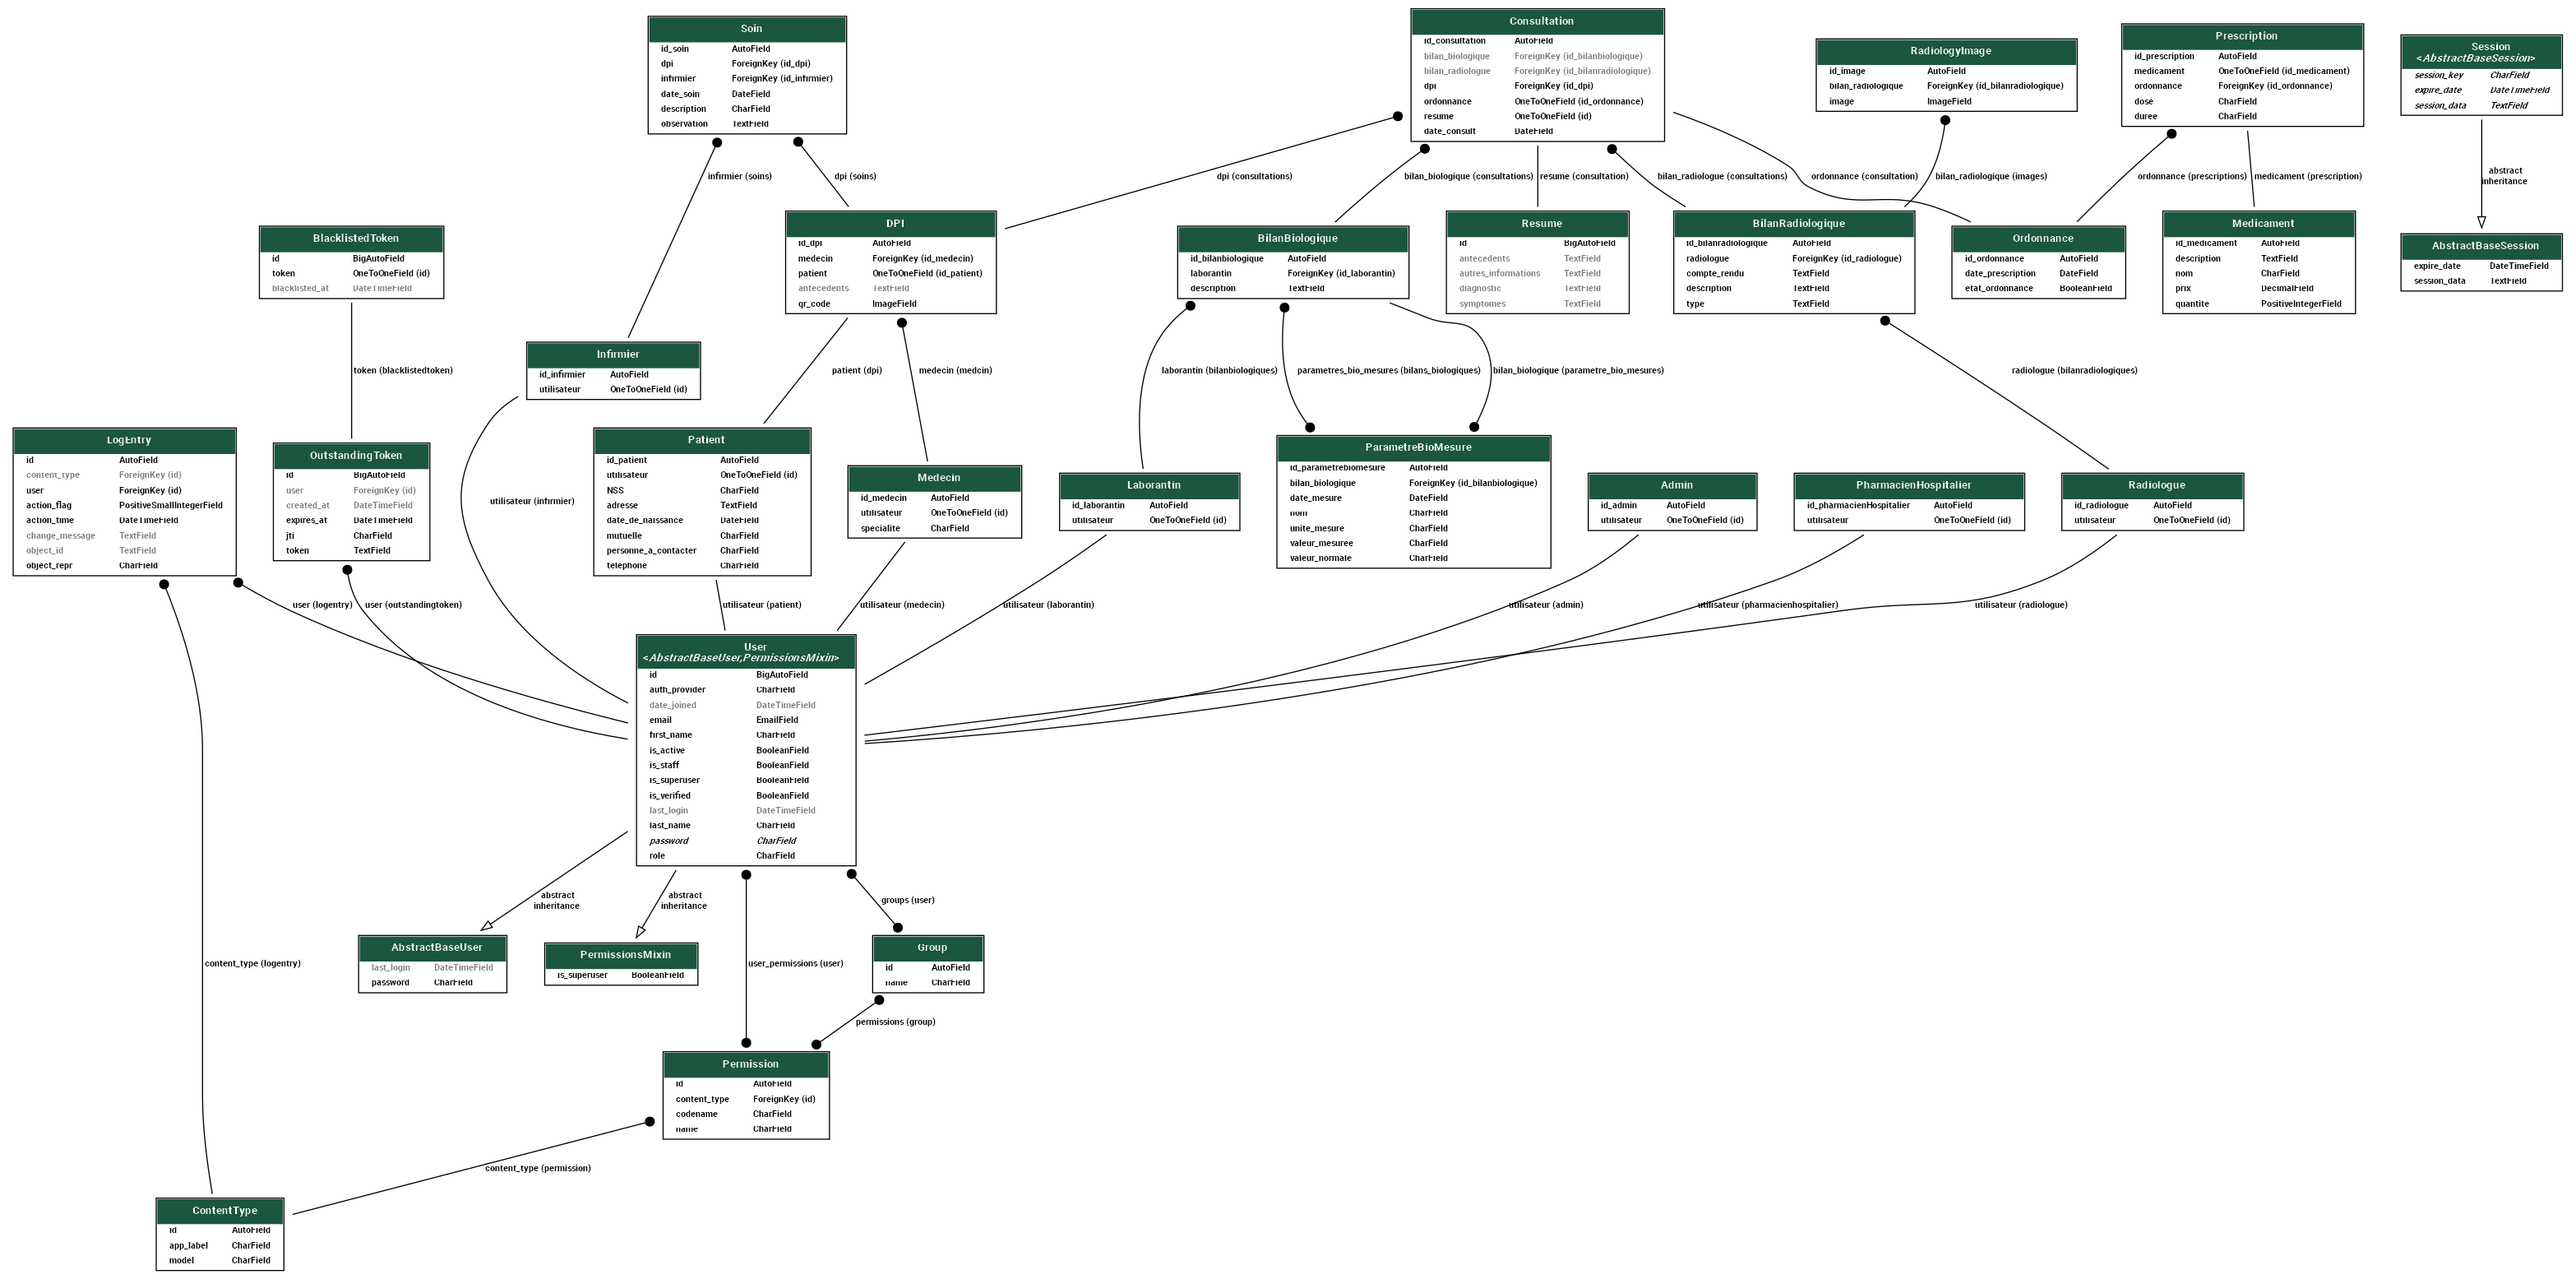 Soin
id_soin AutoField
dpi ForeignKey (id_dpi)
infirmier ForeignKey (id_infirmier)
date_soin DateField
description CharField
observation TextField
Consultation
id_consultation AutoField
bilan_biologique ForeignKey (id_bilanbiologique)
bilan_radiologue ForeignKey (id_bilanradiologique)
dpi ForeignKey (id_dpi)
ordonnance OneToOneField (id_ordonnance)
resume OneToOneField (id)
date_consult DateField
RadiologyImage
id_image AutoField
bilan_radiologique ForeignKey (id_bilanradiologique)
image ImageField
Prescription
id_prescription AutoField
medicament OneToOneField (id_medicament)
ordonnance ForeignKey (id_ordonnance)
dose CharField
duree CharField
Session
<AbstractBaseSession>
session_key CharField
expire_date DateTimeField
session_data TextField
infirmier (soins)
dpi (soins)
dpi (consultations)
bilan_biologique (consultations)
resume (consultation)
bilan_radiologue (consultations)
ordonnance (consultation)
bilan_radiologique (images)
ordonnance (prescriptions)
medicament (prescription)
abstract
inheritance
BlacklistedToken
id BigAutoField
token OneToOneField (id)
blacklisted_at DateTimeField
DPI
id_dpi AutoField
medecin ForeignKey (id_medecin)
patient OneToOneField (id_patient)
antecedents TextField
qr_code ImageField
BilanBiologique
id_bilanbiologique AutoField
laborantin ForeignKey (id_laborantin)
description TextField
Resume
id BigAutoField
antecedents TextField
autres_informations TextField
diagnostic TextField
symptomes TextField
BilanRadiologique
id_bilanradiologique AutoField
radiologue ForeignKey (id_radiologue)
compte_rendu TextField
description TextField
type TextField
Ordonnance
id_ordonnance AutoField
date_prescription DateField
etat_ordonnance BooleanField
Medicament
id_medicament AutoField
description TextField
nom CharField
prix DecimalField
quantite PositiveIntegerField
AbstractBaseSession
expire_date DateTimeField
session_data TextField
Infirmier
id_infirmier AutoField
utilisateur OneToOneField (id)
token (blacklistedtoken)
patient (dpi)
medecin (medcin)
laborantin (bilanbiologiques)
parametres_bio_mesures (bilans_biologiques)
bilan_biologique (parametre_bio_mesures)
radiologue (bilanradiologiques)
LogEntry
id AutoField
content_type ForeignKey (id)
user ForeignKey (id)
action_flag PositiveSmallIntegerField
action_time DateTimeField
change_message TextField
object_id TextField
object_repr CharField
OutstandingToken
id BigAutoField
user ForeignKey (id)
created_at DateTimeField
expires_at DateTimeField
jti CharField
token TextField
utilisateur (infirmier)
Patient
id_patient AutoField
utilisateur OneToOneField (id)
NSS CharField
adresse TextField
date_de_naissance DateField
mutuelle CharField
personne_a_contacter CharField
telephone CharField
Medecin
id_medecin AutoField
utilisateur OneToOneField (id)
specialite CharField
Laborantin
id_laborantin AutoField
utilisateur OneToOneField (id)
ParametreBioMesure
id_parametrebiomesure AutoField
bilan_biologique ForeignKey (id_bilanbiologique)
date_mesure DateField
nom CharField
unite_mesure CharField
valeur_mesuree CharField
valeur_normale CharField
Admin
id_admin AutoField
utilisateur OneToOneField (id)
PharmacienHospitalier
id_pharmacienHospitalier AutoField
utilisateur OneToOneField (id)
Radiologue
id_radiologue AutoField
utilisateur OneToOneField (id)
user (logentry)
user (outstandingtoken)
utilisateur (patient)
utilisateur (medecin)
utilisateur (laborantin)
utilisateur (admin)
utilisateur (pharmacienhospitalier)
utilisateur (radiologue)
User
<AbstractBaseUser,PermissionsMixin>
id BigAutoField
auth_provider CharField
date_joined DateTimeField
email EmailField
first_name CharField
is_active BooleanField
is_staff BooleanField
is_superuser BooleanField
is_verified BooleanField
last_login DateTimeField
last_name CharField
password CharField
role CharField
abstract
inheritance
abstract
inheritance
groups (user)
AbstractBaseUser
last_login DateTimeField
password CharField
PermissionsMixin
is_superuser BooleanField
Group
id AutoField
name CharField
content_type (logentry)
user_permissions (user)
permissions (group)
Permission
id AutoField
content_type ForeignKey (id)
codename CharField
name CharField
content_type (permission)
ContentType
id AutoField
app_label CharField
model CharField